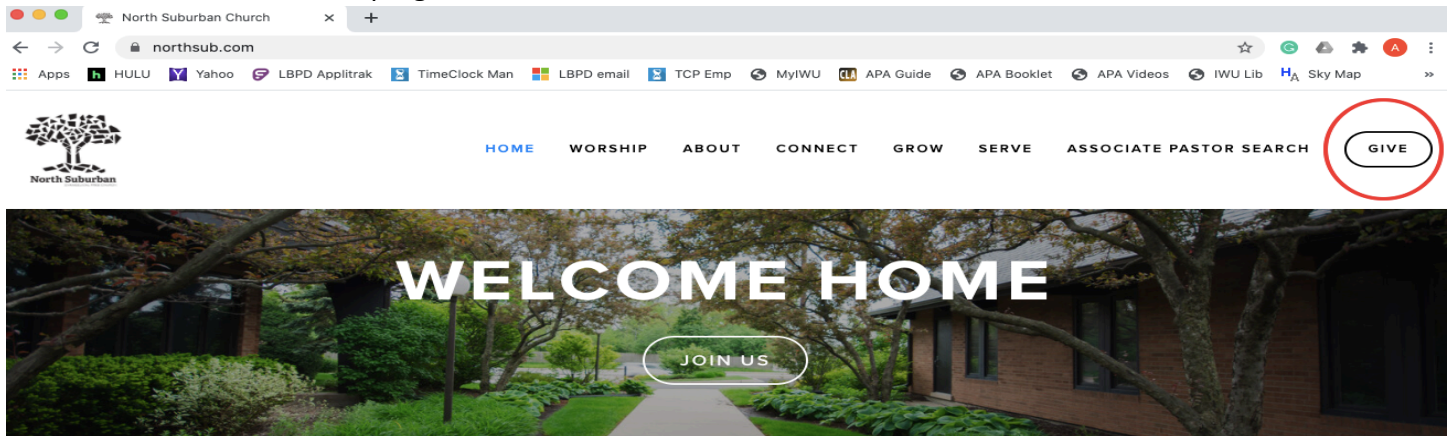 North Suburban Church
northsub.com
A
Apps HULU Yahoo LBPD Applitrak TimeClock Man LBPD email TCP Emp MyIWU CLA APA Guide APA Booklet APA Videos IWU Lib HA Sky Map »
HOME WORSHIP ABOUT CONNECT GROW SERVE ASSOCIATE PASTOR SEARCH GIVE
North Suburban
WELCOME HOME
JOIN US